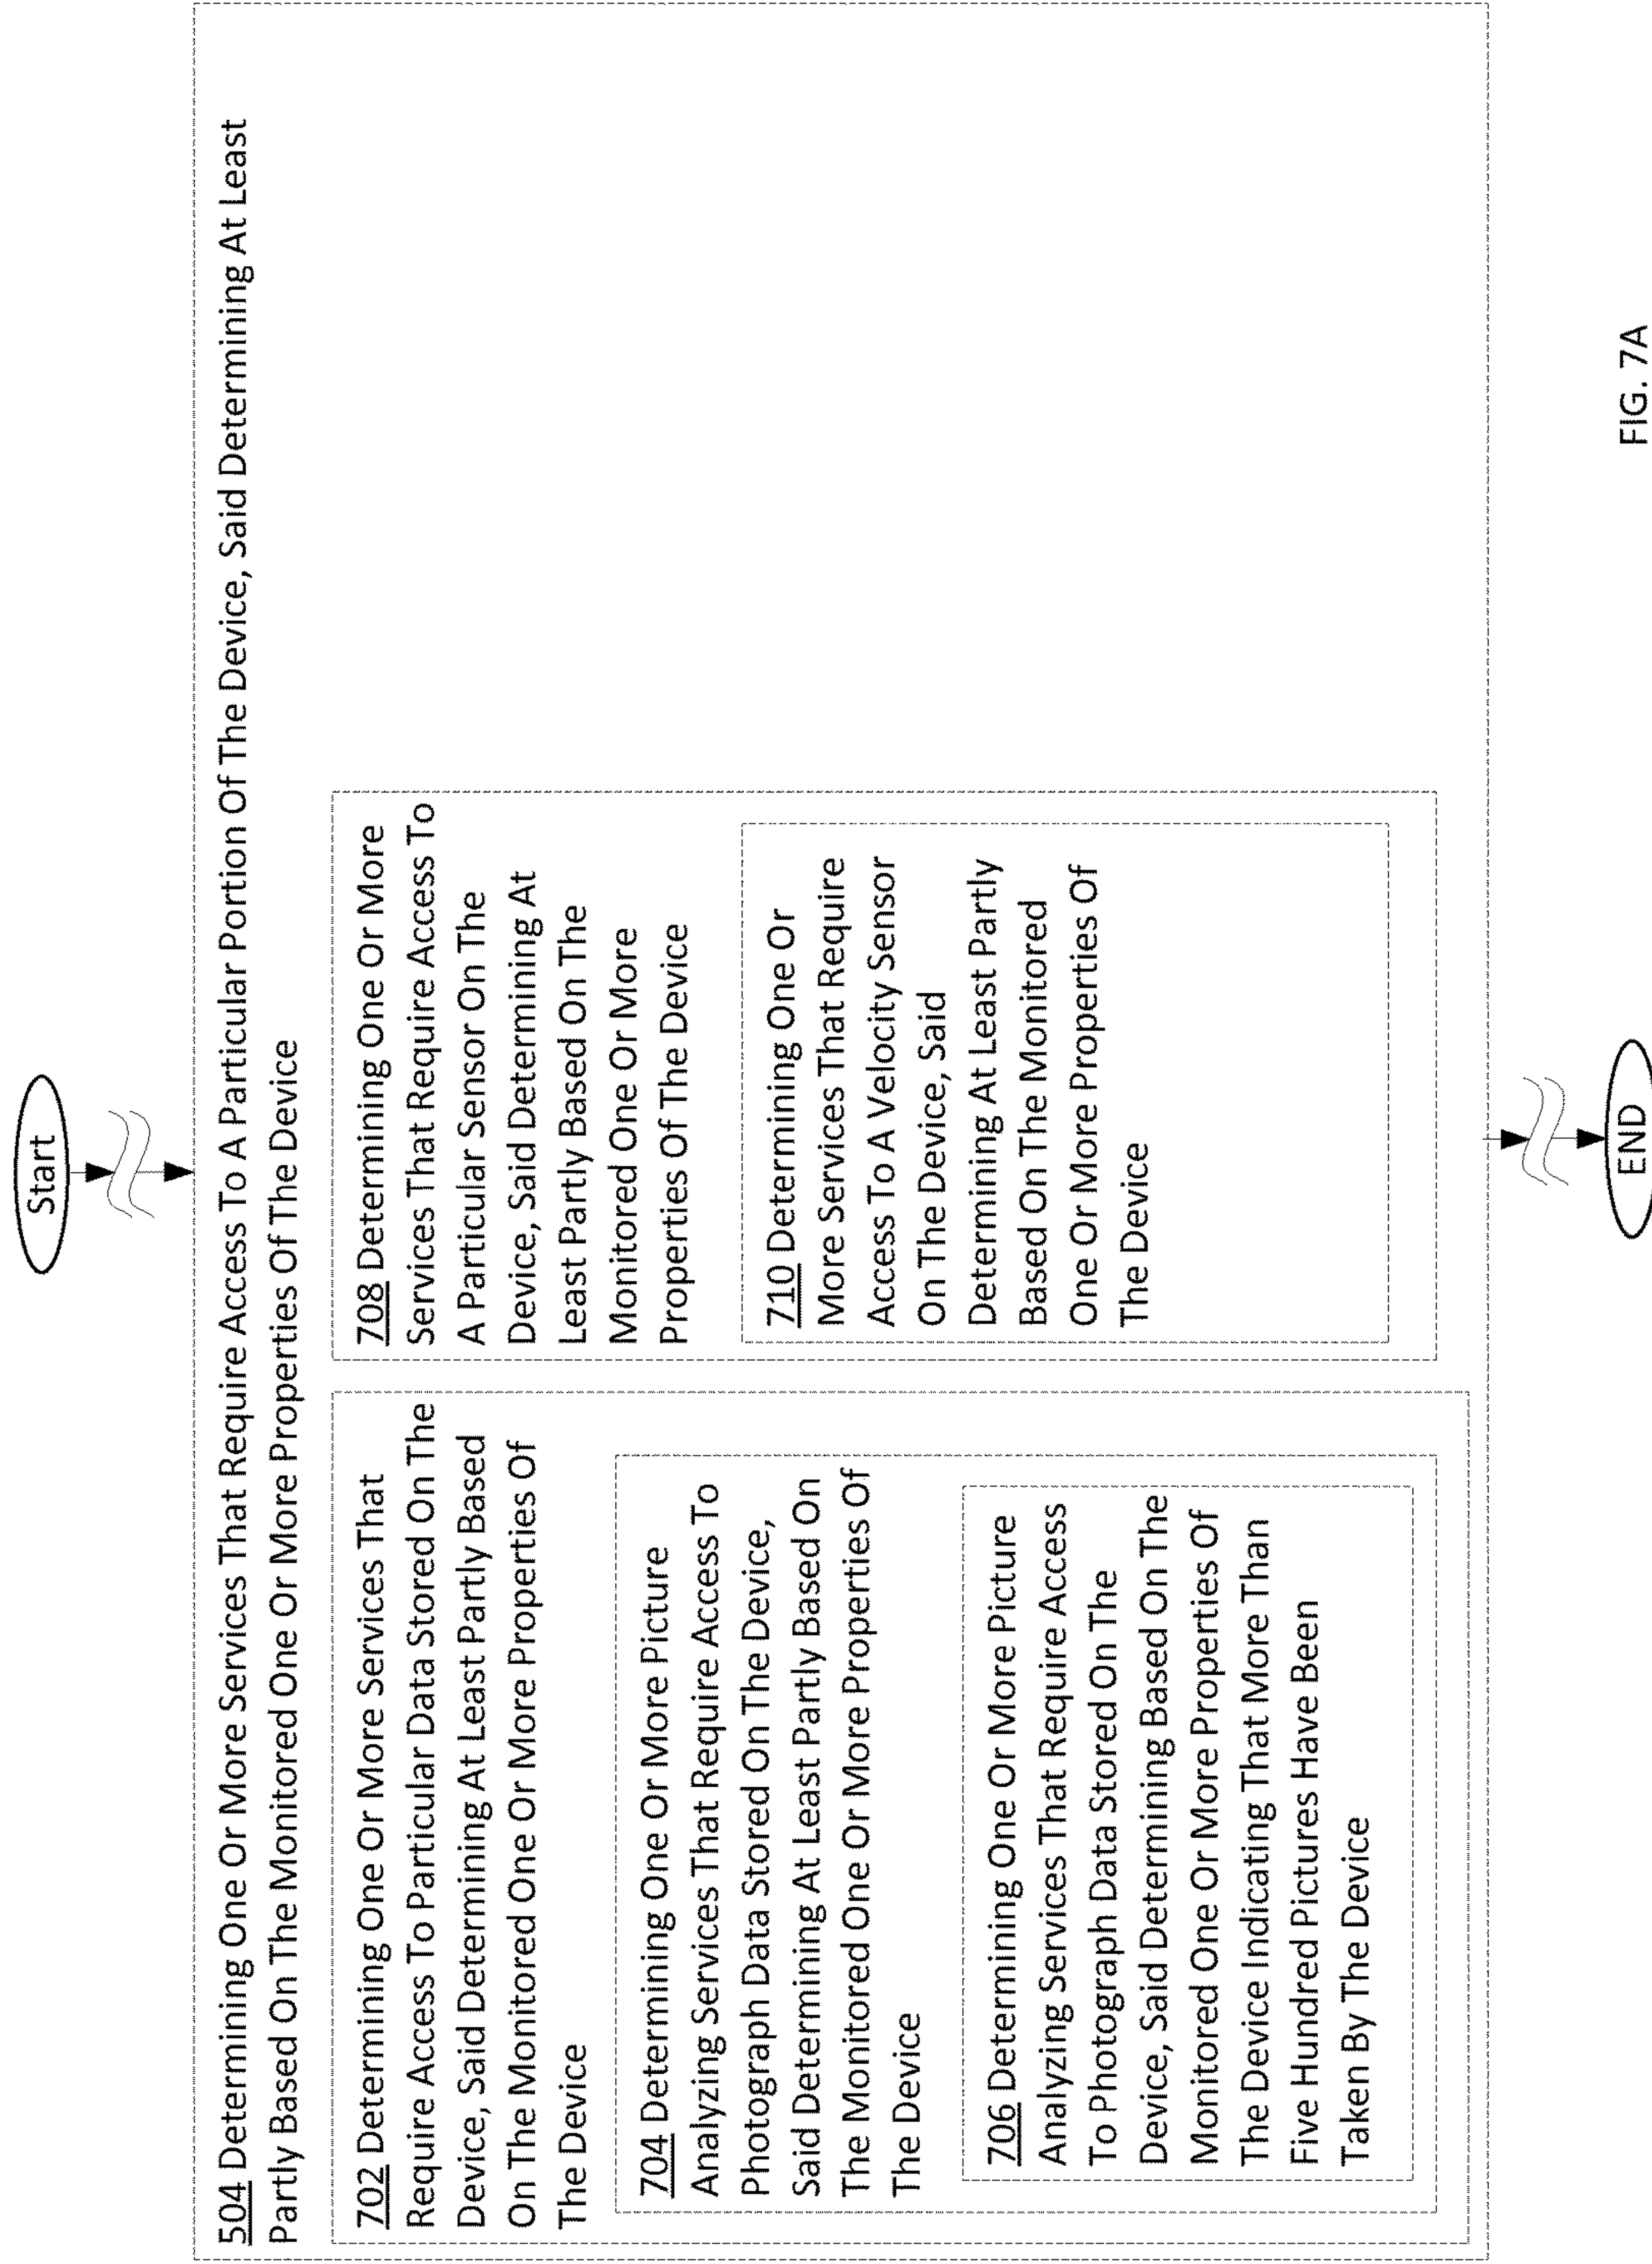 Start
504 Determining One Or More Services That Require Access To A Particular Portion Of The Device, Said Determining At Least
Partly Based On The Monitored One Or More Properties Of The Device
702 Determining One Or More Services That
Require Access To Particular Data Stored On The
Device, Said Determining At Least Partly Based
On The Monitored One Or More Properties Of
The Device
704 Determining One Or More Picture
Analyzing Services That Require Access To
Photograph Data Stored On The Device,
Said Determining At Least Partly Based On
The Monitored One Or More Properties Of
The Device
706 Determining One Or More Picture
Analyzing Services That Require Access
To Photograph Data Stored On The
Device, Said Determining Based On The
Monitored One Or More Properties Of
The Device Indicating That More Than
Five Hundred Pictures Have Been
Taken By The Device
708 Determining One Or More
Services That Require Access To
A Particular Sensor On The
Device, Said Determining At
Least Partly Based On The
Monitored One Or More
Properties Of The Device
710 Determining One Or
More Services That Require
Access To A Velocity Sensor
On The Device, Said
Determining At Least Partly
Based On The Monitored
One Or More Properties Of
The Device
END
FIG. 7A